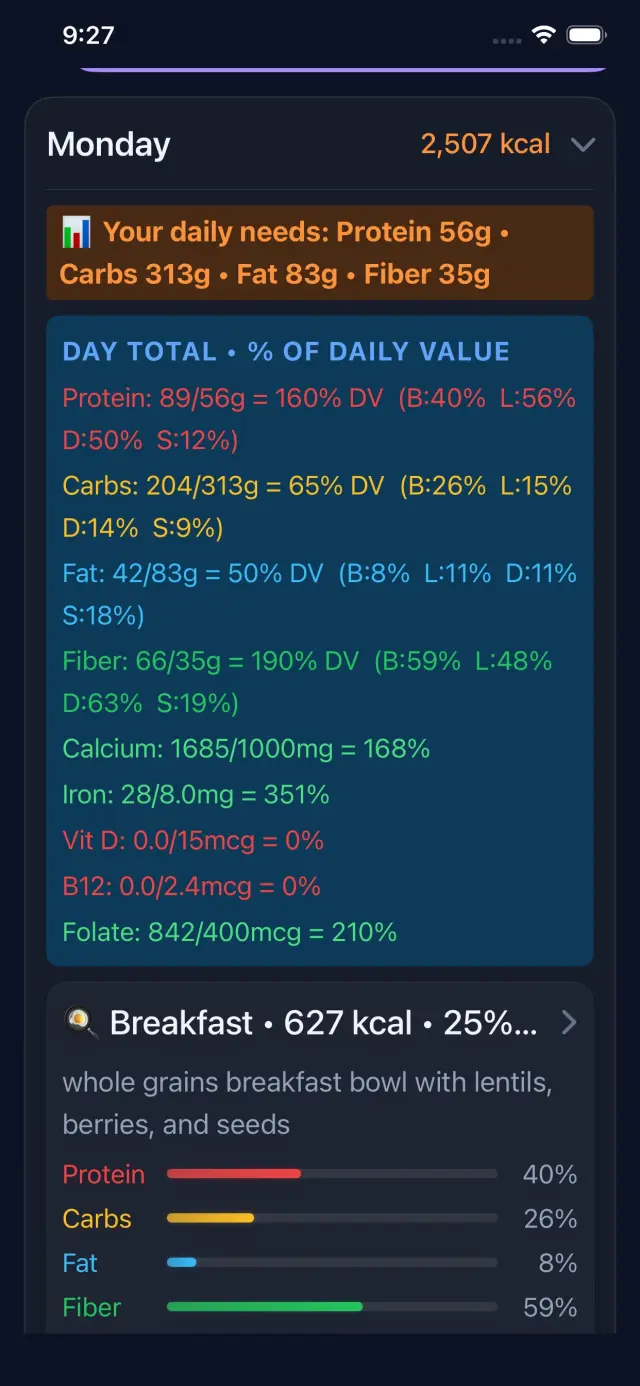 9:27
Monday
2,507 kcal
Your daily needs: Protein 56g •
Carbs 313g • Fat 83g • Fiber 35g
DAY TOTAL • % OF DAILY VALUE
Protein: 89/56g = 160% DV (B:40% L:56%
D:50% S:12%)
Carbs: 204/313g = 65% DV (B:26% L:15%
D:14% S:9%)
Fat: 42/83g = 50% DV (B:8% L:11% D:11%
S:18%)
Fiber: 66/35g = 190% DV (B:59% L:48%
D:63% S:19%)
Calcium: 1685/1000mg = 168%
Iron: 28/8.0mg = 351%
Vit D: 0.0/15mcg = 0%
B12: 0.0/2.4mcg = 0%
Folate: 842/400mcg = 210%
Breakfast • 627 kcal • 25%...
whole grains breakfast bowl with lentils,
berries, and seeds
Protein 40%
Carbs 26%
Fat 8%
Fiber 59%